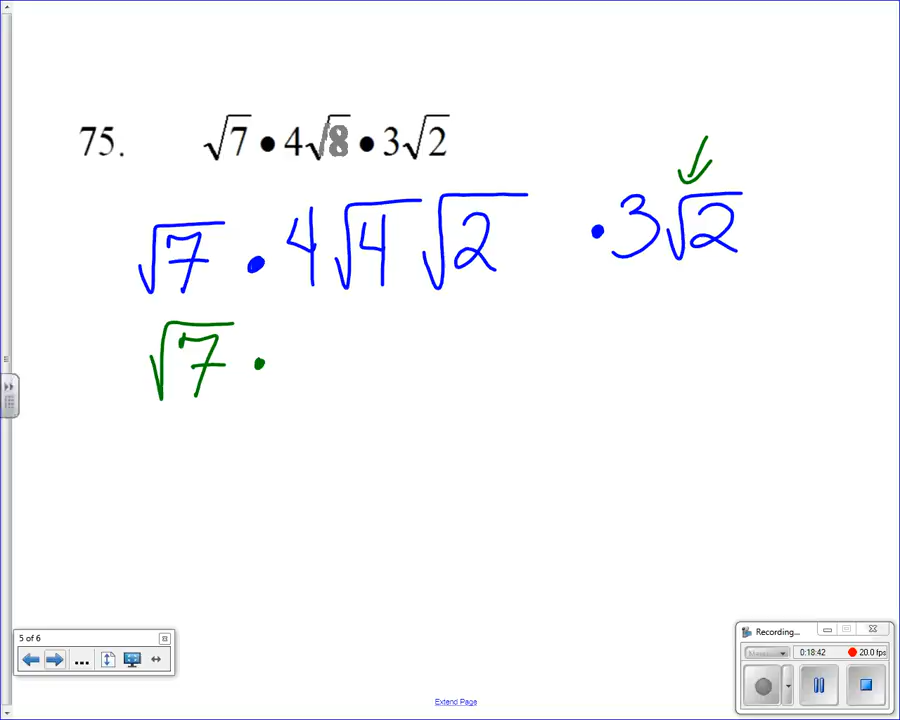 75. √7 • 4√8 • 3√2
√7 • 4√4√2 • 3√2
√7 •
5 of 6
...
Recording...
0:18:42 20.0 fps
Extend Page